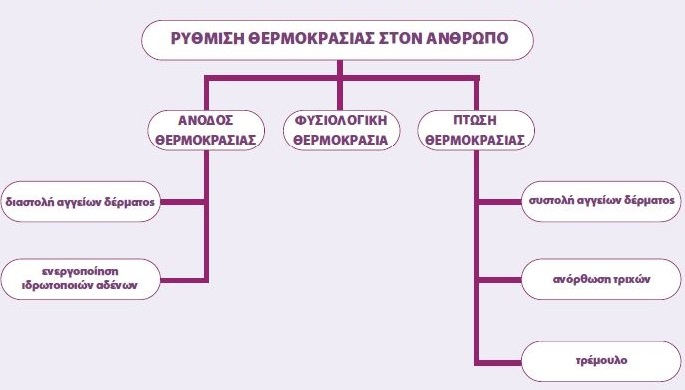 ΡΥΘΜΙΣΗ ΘΕΡΜΟΚΡΑΣΙΑΣ ΣΤΟΝ ΑΝΘΡΩΠΟ
ΑΝΟΔΟΣ
ΘΕΡΜΟΚΡΑΣΙΑΣ
ΦΥΣΙΟΛΟΓΙΚΗ
ΘΕΡΜΟΚΡΑΣΙΑ
ΠΤΩΣΗ
ΘΕΡΜΟΚΡΑΣΙΑΣ
διαστολή αγγείων δέρματος
ενεργοποίηση
ιδρωτοποιών αδένων
συστολή αγγείων δέρματος
ανόρθωση τριχών
τρέμουλο